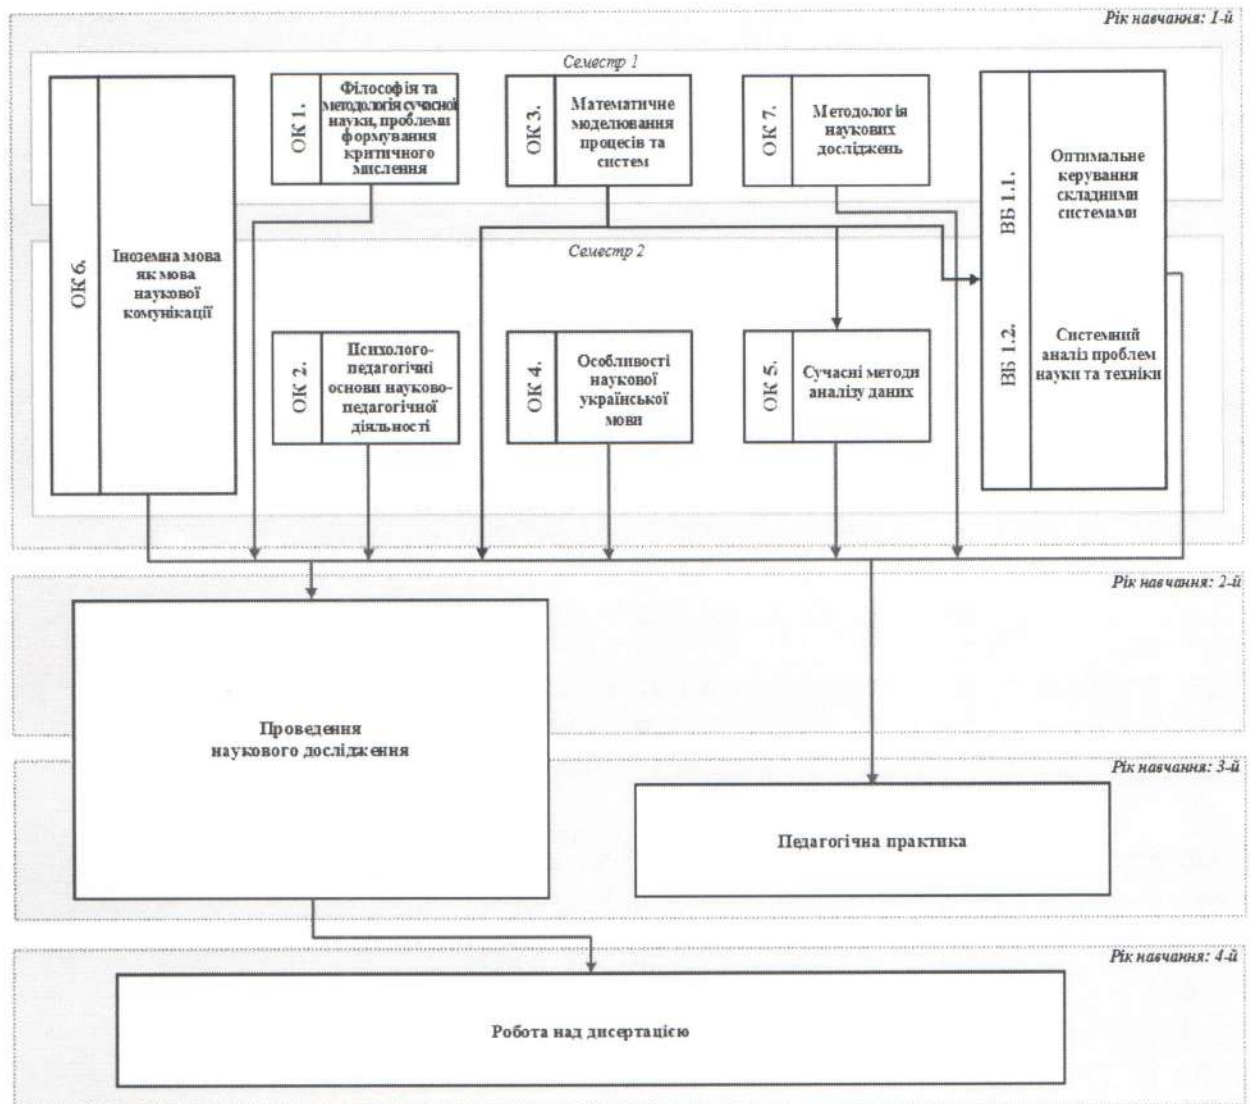 Рік навчання: 1-й
Семестр 1
ОК 6.
Іноземна мова
як мова
наукової
комунікації
ОК 1.
Філософія та
методологія сучасної
науки, проблеми
формування
критичного
мислення
ОК 3.
Математичне
моделювання
процесів та
систем
ОК 7.
Методологія
наукових
досліджень
ВБ 1.1.
Оптимальне
керування
складними
системами
Семестр 2
ОК 2.
Психолого-
педагогічні
основи науково-
педагогічної
діяльності
ОК 4.
Особливості
наукової
української
мови
ОК 5.
Сучасні методи
аналізу даних
ВБ 1.2.
Системний
аналіз проблем
науки та техніки
Рік навчання: 2-й
Проведення
наукового дослідження
Рік навчання: 3-й
Педагогічна практика
Рік навчання: 4-й
Робота над дисертацією